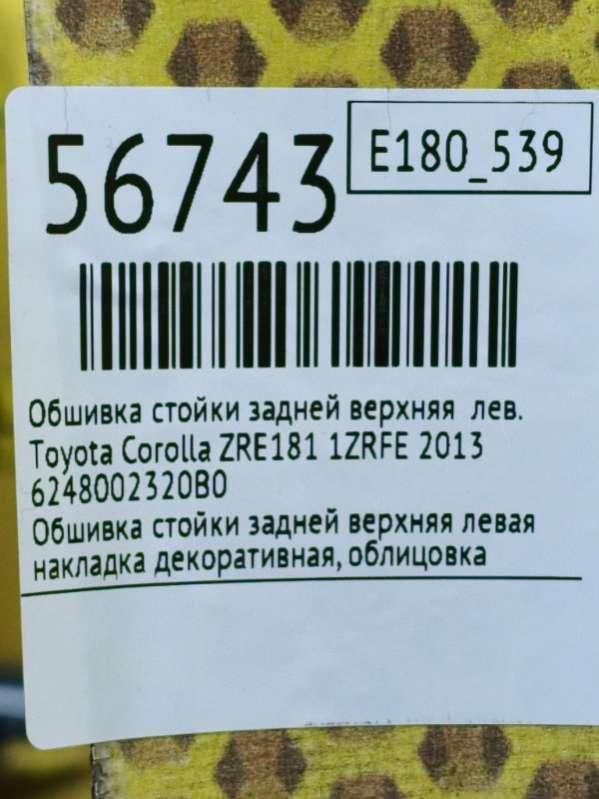 56743
E180_539
Обшивка стойки задней верхняя лев.
Toyota Corolla ZRE181 1ZRFE 2013
6248002320B0
Обшивка стойки задней верхняя левая
накладка декоративная, облицовка